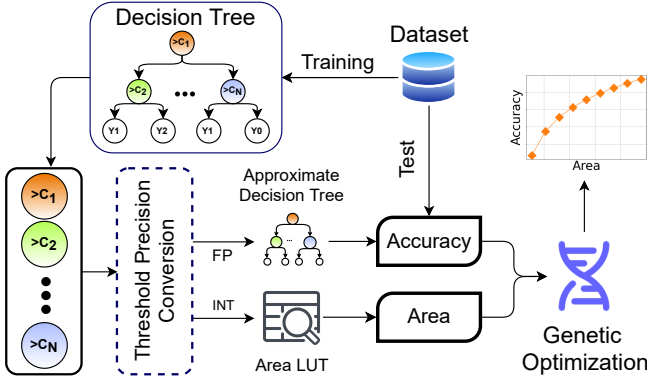 Decision Tree
>C1
>C2
>CN
Y1
Y2
Y1
Y0
Training
Dataset
Test
Accuracy
Area
>C1
>C2
>CN
Threshold Precision
Conversion
FP
INT
Approximate
Decision Tree
Area LUT
Accuracy
Area
Genetic
Optimization